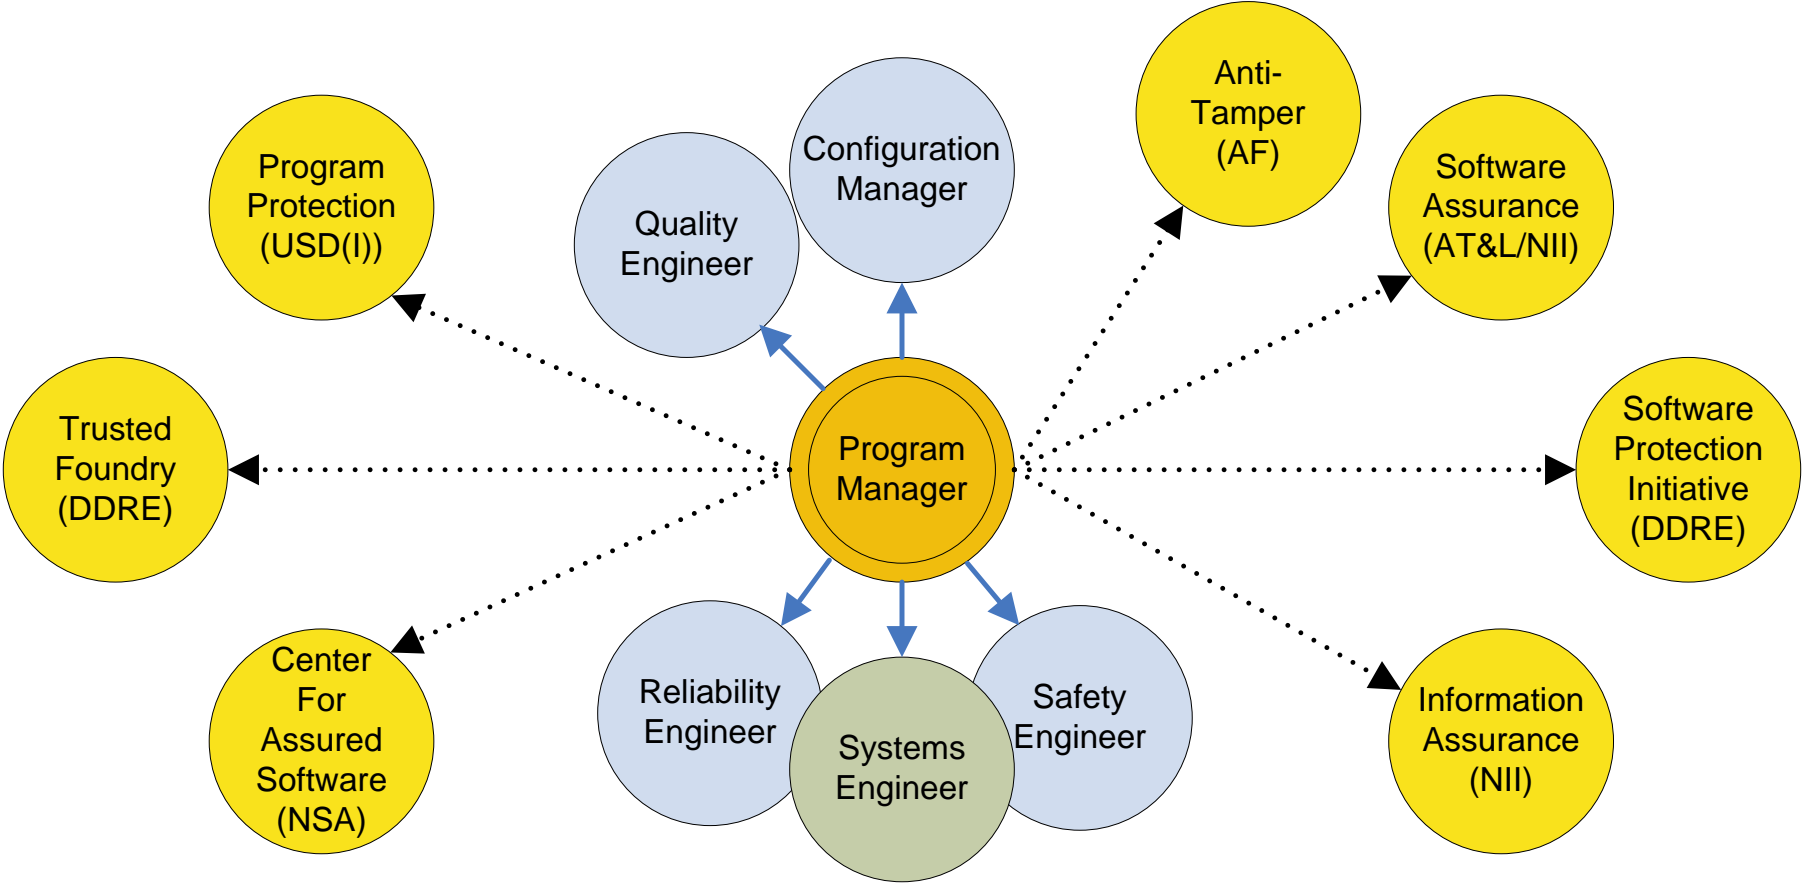 Anti-
Tamper
(AF)
Configuration
Manager
Program
Protection
(USD(I))
Software
Assurance
(AT&L/NII)
Quality
Engineer
Trusted
Foundry
(DDRE)
Program
Manager
Software
Protection
Initiative
(DDRE)
Center
For
Assured
Software
(NSA)
Reliability
Engineer
Systems
Engineer
Safety
Engineer
Information
Assurance
(NII)